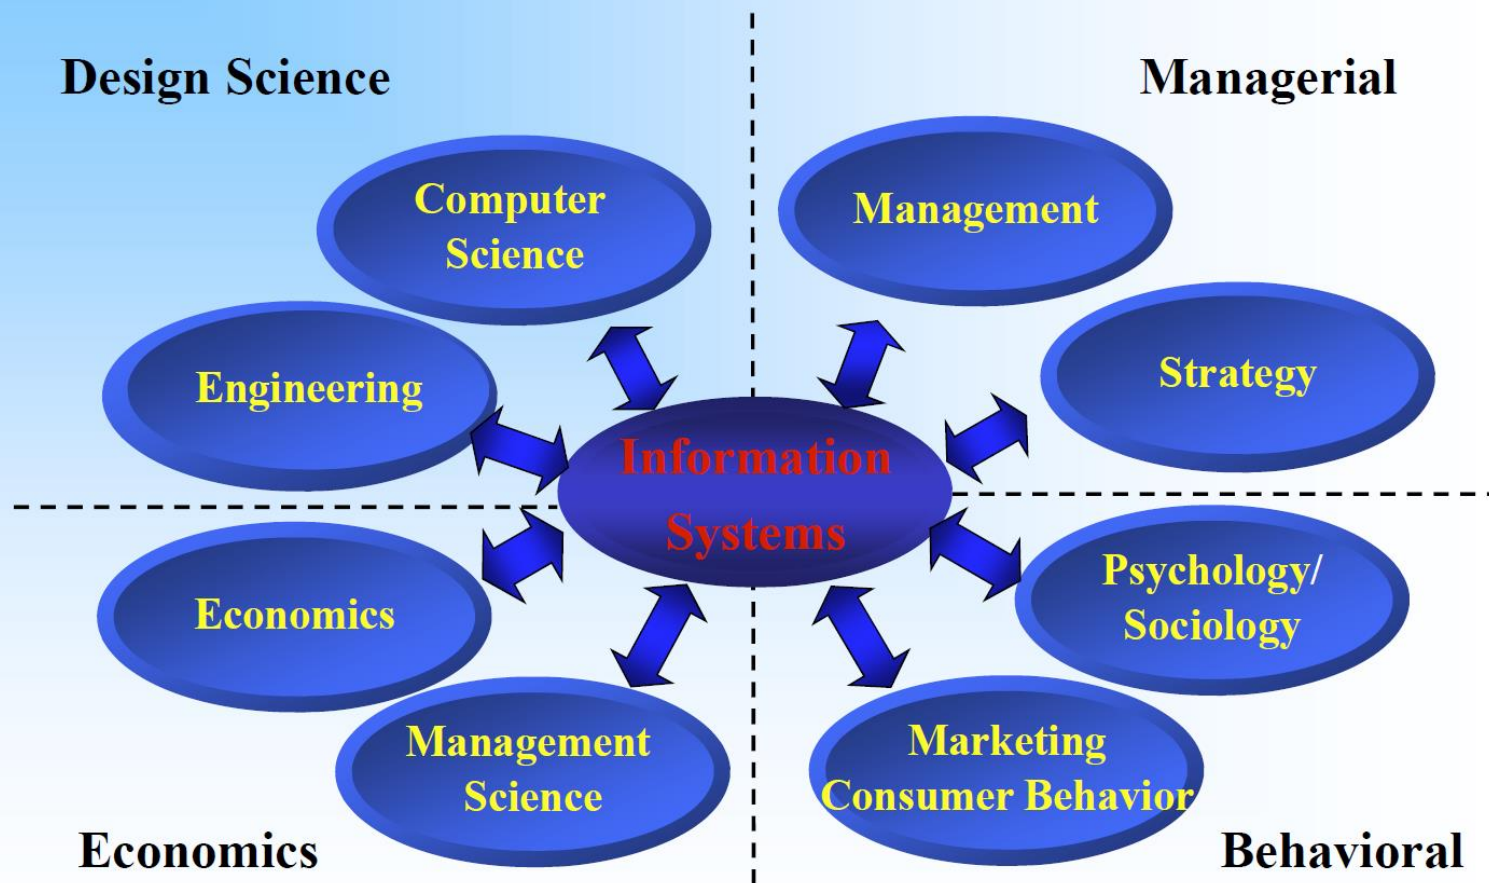 Design Science
Managerial
Computer
Science
Management
Engineering
Strategy
Information
Systems
Economics
Psychology/
Sociology
Management
Science
Marketing
Consumer Behavior
Economics
Behavioral